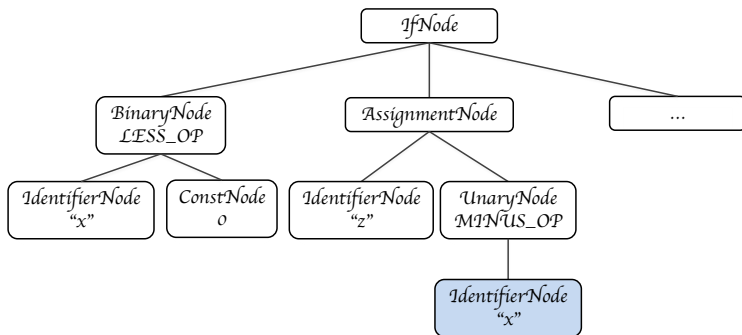 IfNode
BinaryNode
LESS_OP
AssignmentNode
...
IdentifierNode
“x”
ConstNode
0
IdentifierNode
“z”
UnaryNode
MINUS_OP
IdentifierNode
“x”